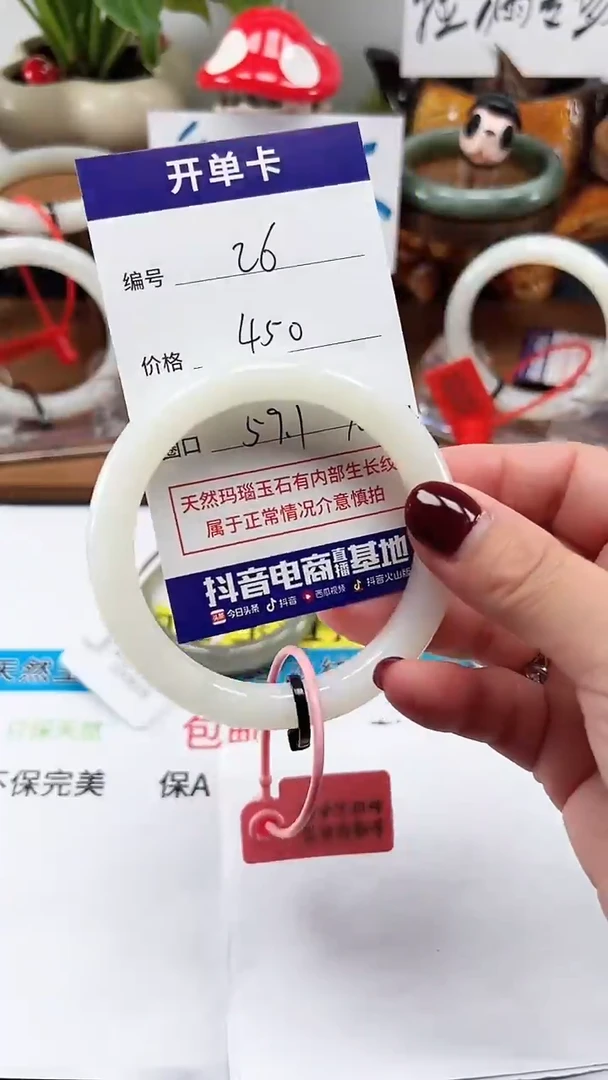 开单卡
编号 26
价格 450
圈口 59.1
天然玛瑙玉石有内部生长纹
属于正常情况介意慎拍
抖音电商直播基地
今日头条 抖音 西瓜视频 抖音火山版
天然
包邮
不保完美 保A